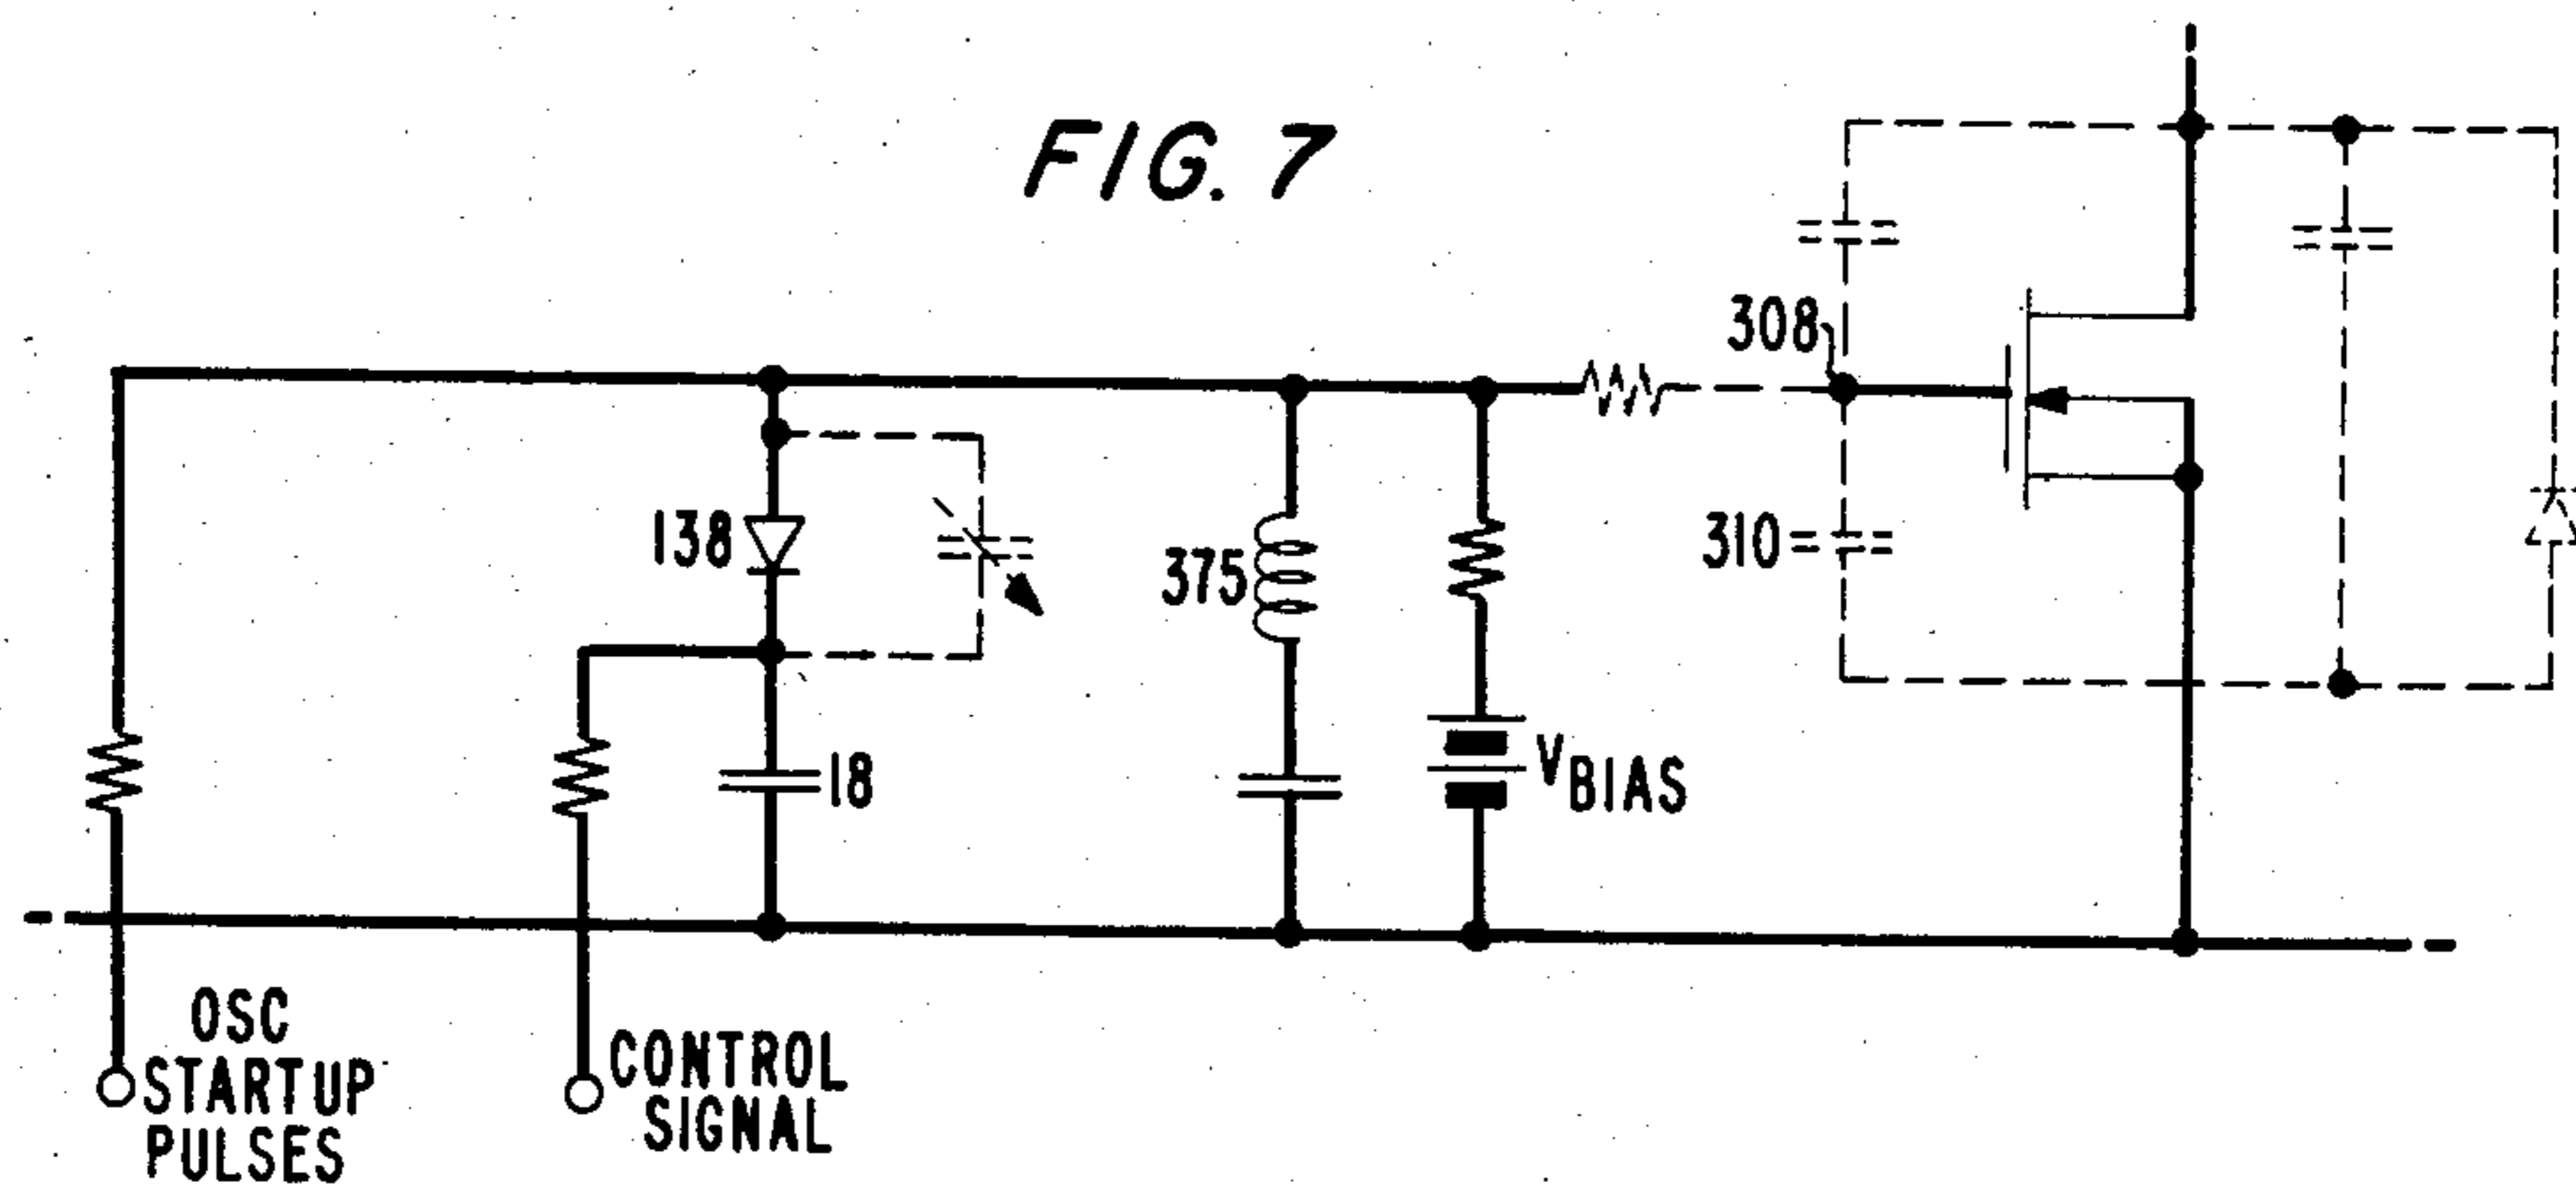 FIG. 7
308
138
375
310
18
VBIAS
OSC
STARTUP
PULSES
CONTROL
SIGNAL